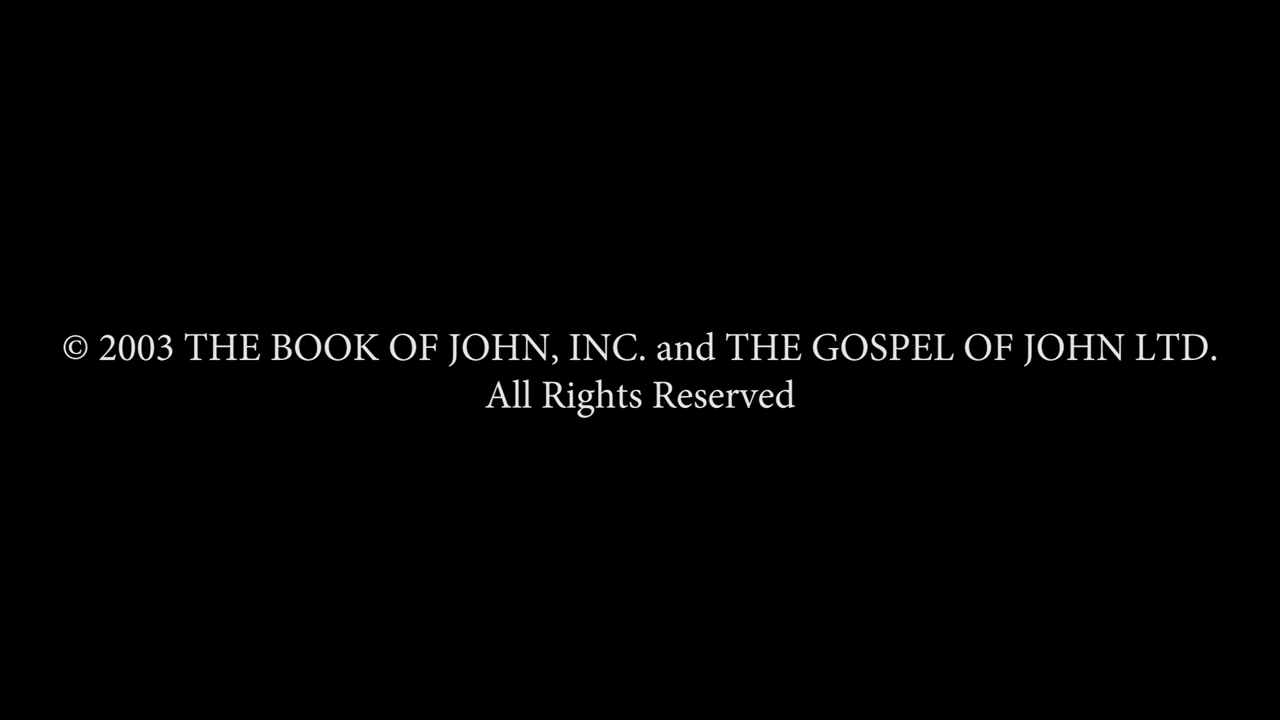 © 2003 THE BOOK OF JOHN, INC. and THE GOSPEL OF JOHN LTD.
All Rights Reserved